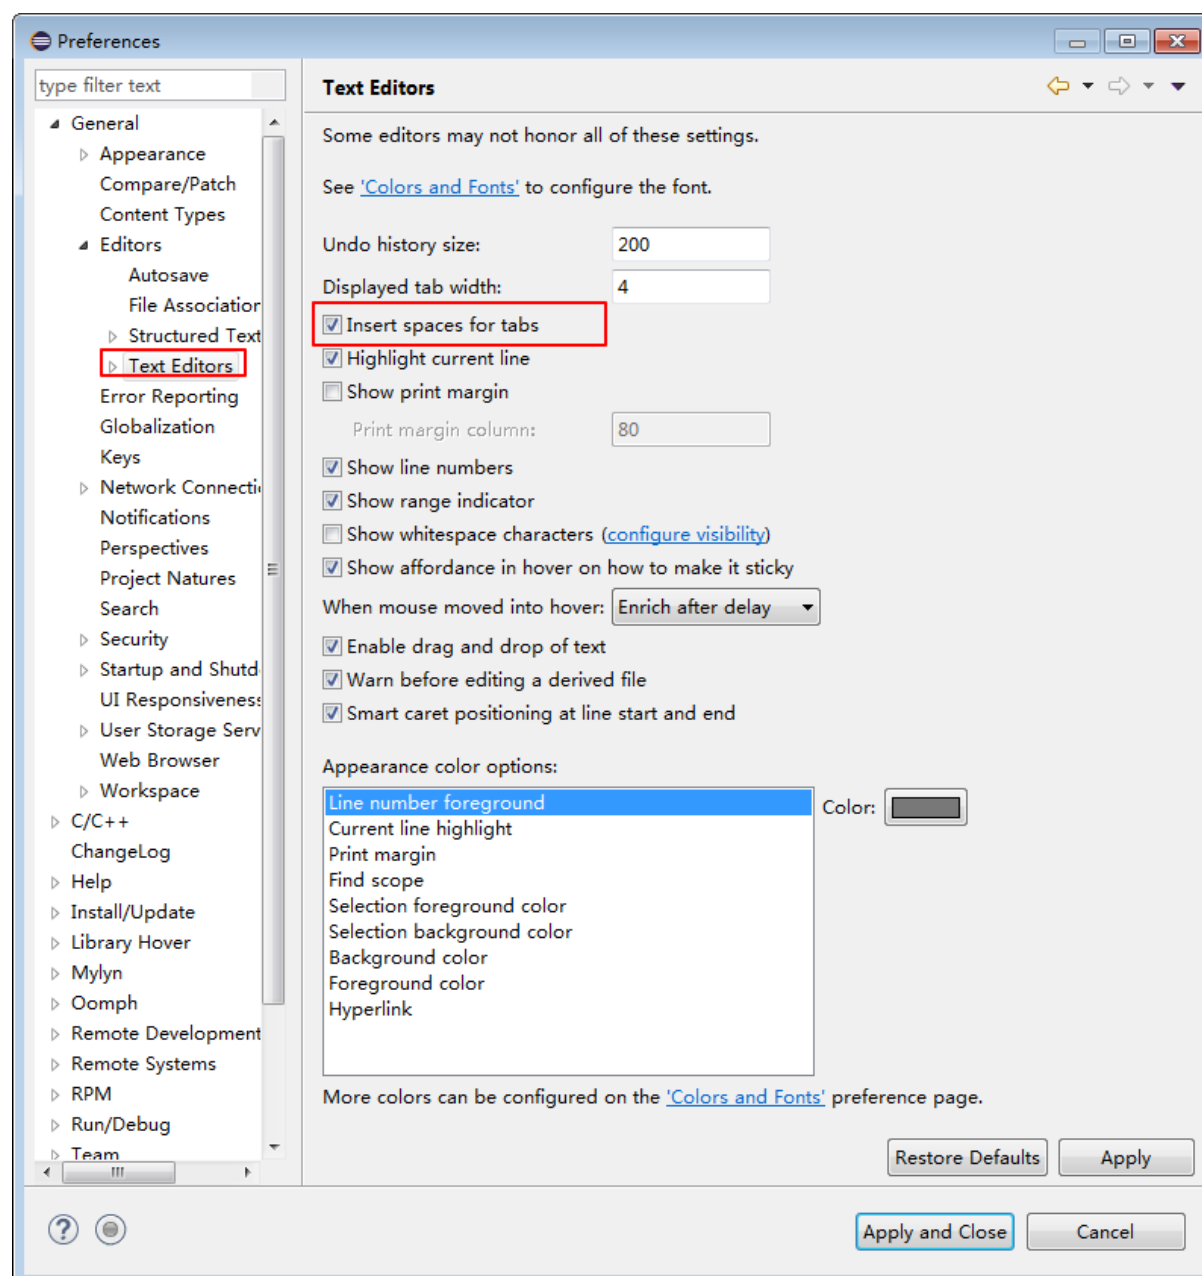 Preferences
type filter text
General
Appearance
Compare/Patch
Content Types
Editors
Autosave
File Association
Structured Text
Text Editors
Error Reporting
Globalization
Keys
Network Connecti
Notifications
Perspectives
Project Natures
Search
Security
Startup and Shutd
UI Responsiveness
User Storage Serv
Web Browser
Workspace
C/C++
ChangeLog
Help
Install/Update
Library Hover
Mylyn
Oomph
Remote Development
Remote Systems
RPM
Run/Debug
Team
Text Editors
Some editors may not honor all of these settings.
See 'Colors and Fonts' to configure the font.
Undo history size: 200
Displayed tab width: 4
Insert spaces for tabs
Highlight current line
Show print margin
Print margin column: 80
Show line numbers
Show range indicator
Show whitespace characters (configure visibility)
Show affordance in hover on how to make it sticky
When mouse moved into hover: Enrich after delay
Enable drag and drop of text
Warn before editing a derived file
Smart caret positioning at line start and end
Appearance color options:
Line number foreground
Color:
Current line highlight
Print margin
Find scope
Selection foreground color
Selection background color
Background color
Foreground color
Hyperlink
More colors can be configured on the 'Colors and Fonts' preference page.
Restore Defaults
Apply
Apply and Close
Cancel